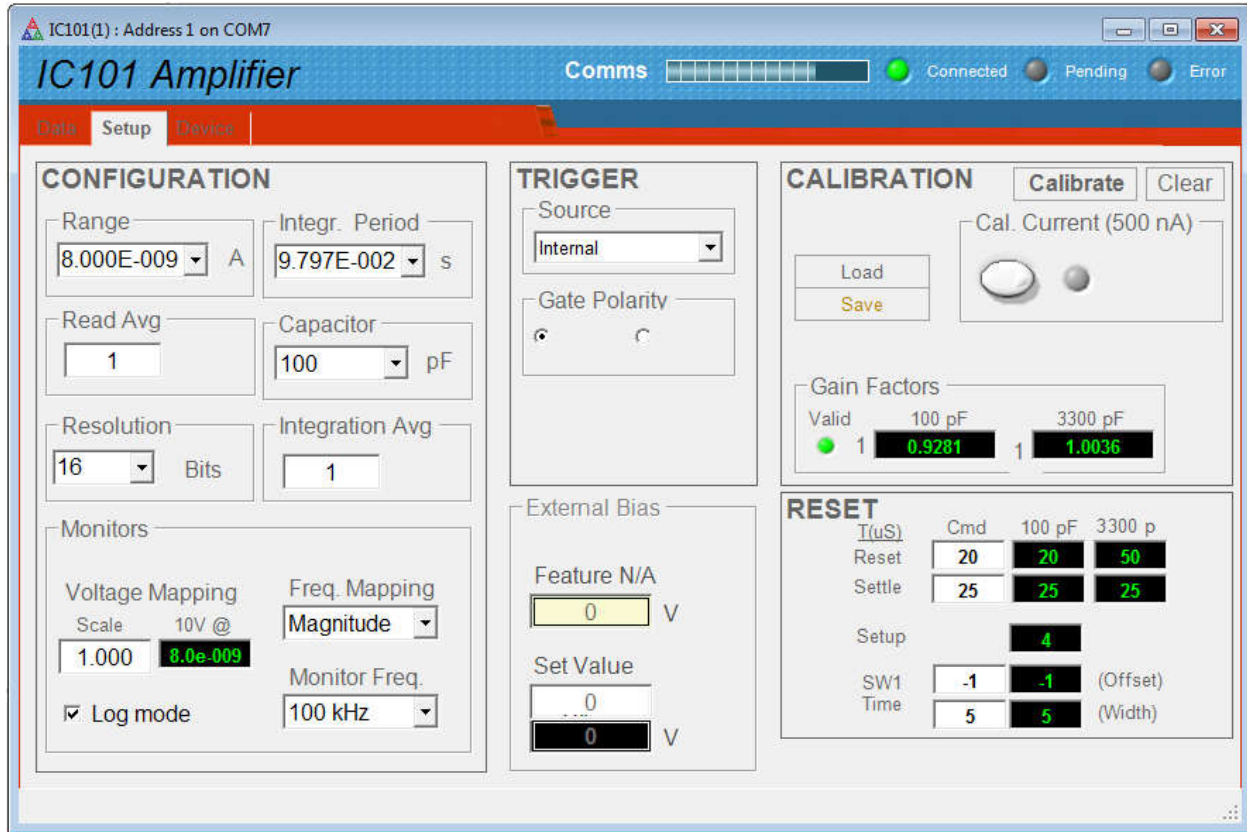 IC101(1) : Address 1 on COM7
IC101 Amplifier
Comms
Connected
Pending
Error
Data
Setup
Device
CONFIGURATION
Range
8.000E-009
A
Integr. Period
9.797E-002
s
Read Avg
1
Capacitor
100
pF
Resolution
16
Bits
Integration Avg
1
Monitors
Voltage Mapping
Scale
10V @
1.000
8.0e-009
Log mode
Freq. Mapping
Magnitude
Monitor Freq.
100 kHz
TRIGGER
Source
Internal
Gate Polarity
External Bias
Feature N/A
0
V
Set Value
0
0
V
CALIBRATION
Calibrate
Clear
Cal. Current (500 nA)
Load
Save
Gain Factors
Valid
100 pF
3300 pF
1
0.9281
1
1.0036
RESET
T(uS)
Cmd
100 pF
3300 p
Reset
20
20
50
Settle
25
25
25
Setup
4
SW1
Time
-1
-1
(Offset)
5
5
(Width)